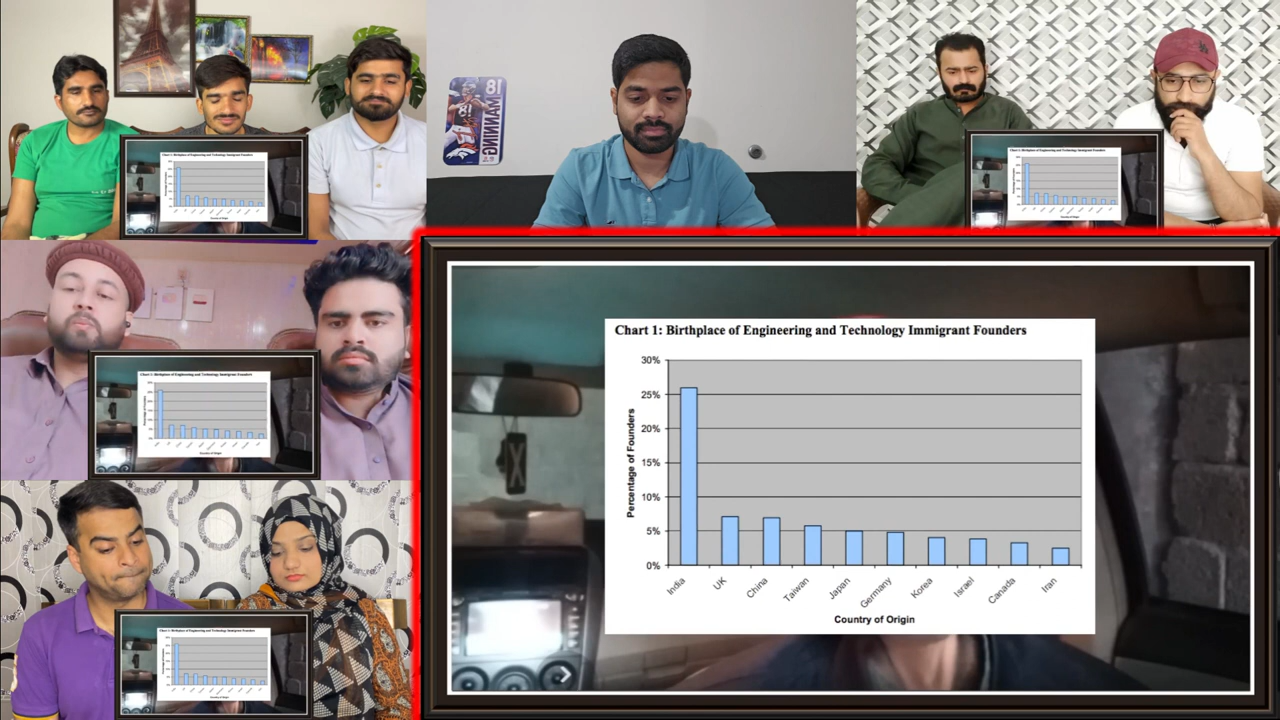 81
MANNING
Chart 1: Birthplace of Engineering and Technology Immigrant Founders
30%
25%
20%
15%
10%
5%
0%
Percentage of Founders
India
UK
China
Taiwan
Japan
Germany
Korea
Israel
Canada
Iran
Country of Origin